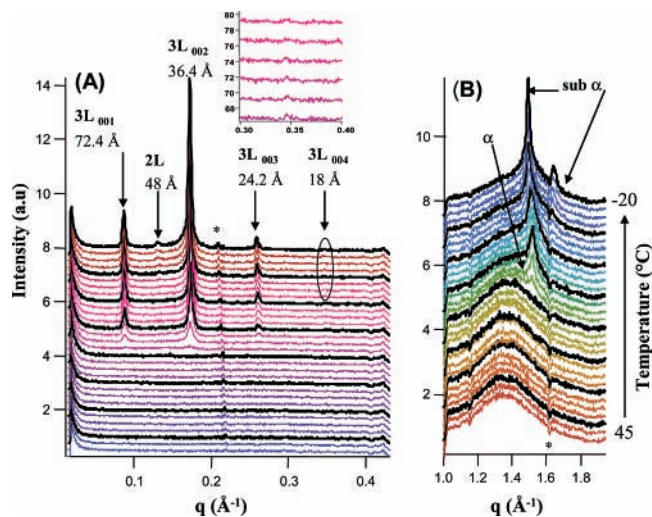 80
78
76
74
72
70
68
0.30
0.40
14
12
10
8
6
4
2
(A)
3L 001
72.4 Å
2L
48 Å
3L 002
36.4 Å
*
3L 003
24.2 Å
3L 004
18 Å
Intensity (a.u)
0.1
0.2
0.3
0.4
q (Å-1)
(B)
sub α
α
10
8
6
4
2
-20
Temperature (°C)
45
*
1.0
1.2
1.4
1.6
1.8
q (Å-1)